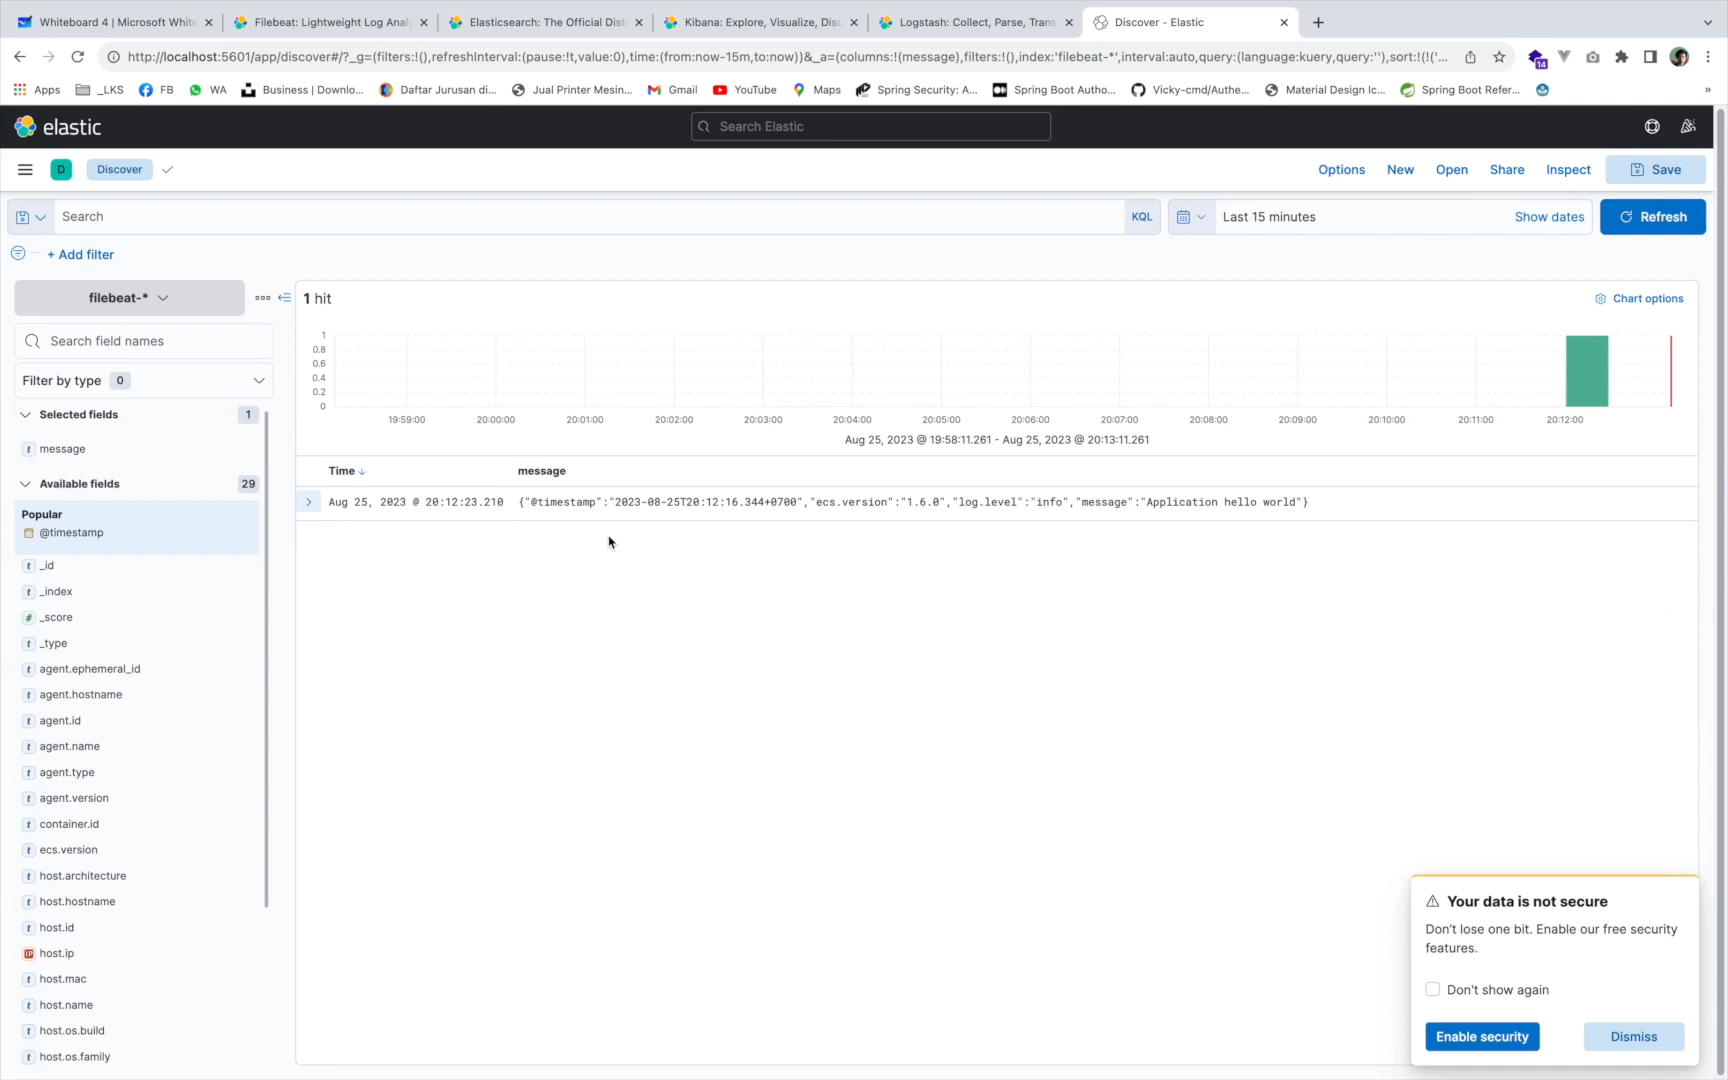 Whiteboard 4 | Microsoft White
Filebeat: Lightweight Log Analy
Elasticsearch: The Official Dist
Kibana: Explore, Visualize, Disc
Logstash: Collect, Parse, Trans
Discover - Elastic
http://localhost:5601/app/discover#/?_g=(filters:!(),refreshInterval:(pause:!t,value:0),time:(from:now-15m,to:now))&_a=(columns:!(message),filters:!(),index:'filebeat-*',interval:auto,query:(language:kuery,query:''),sort:!(!('...
14
Apps
_LKS
FB
WA
Business | Downlo...
Daftar Jurusan di...
Jual Printer Mesin...
Gmail
YouTube
Maps
Spring Security: A...
Spring Boot Autho...
Vicky-cmd/Authe...
Material Design Ic...
Spring Boot Refer...
»
elastic
Search Elastic
D
Discover
Options
New
Open
Share
Inspect
Save
Search
KQL
Last 15 minutes
Show dates
Refresh
+ Add filter
filebeat-*
1 hit
Chart options
Search field names
Filter by type 0
Selected fields 1
message
Available fields 29
Popular
@timestamp
_id
_index
_score
_type
agent.ephemeral_id
agent.hostname
agent.id
agent.name
agent.type
agent.version
container.id
ecs.version
host.architecture
host.hostname
host.id
host.ip
host.mac
host.name
host.os.build
host.os.family
1
0.8
0.6
0.4
0.2
0
19:59:00 20:00:00 20:01:00 20:02:00 20:03:00 20:04:00 20:05:00 20:06:00 20:07:00 20:08:00 20:09:00 20:10:00 20:11:00 20:12:00
Aug 25, 2023 @ 19:58:11.261 - Aug 25, 2023 @ 20:13:11.261
Time message
Aug 25, 2023 @ 20:12:23.210 {"@timestamp":"2023-08-25T20:12:16.344+0700","ecs.version":"1.6.0","log.level":"info","message":"Application hello world"}
Your data is not secure
Don't lose one bit. Enable our free security
features.
Don't show again
Enable security
Dismiss